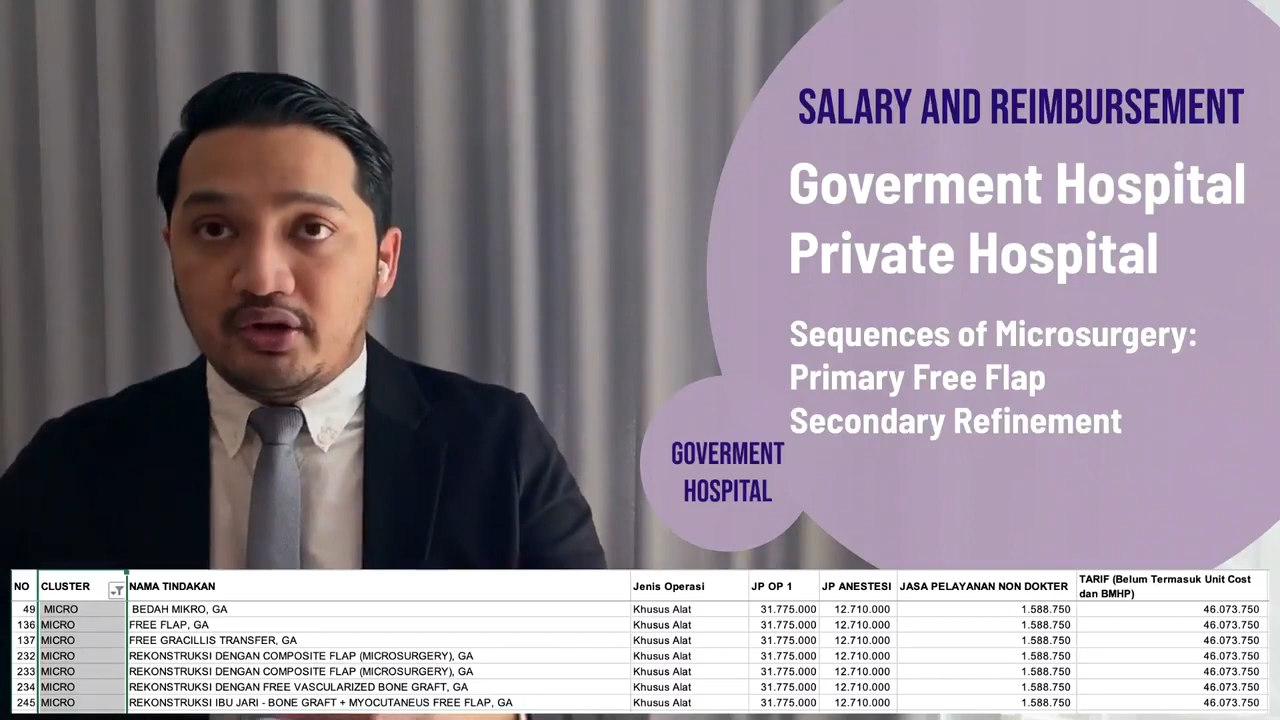 SALARY AND REIMBURSEMENT
Goverment Hospital
Private Hospital
Sequences of Microsurgery:
Primary Free Flap
Secondary Refinement
GOVERMENT
HOSPITAL
NO CLUSTER NAMA TINDAKAN Jenis Operasi JP OP 1 JP ANESTESI JASA PELAYANAN NON DOKTER TARIF (Belum Termasuk Unit Cost dan BMHP)
49 MICRO BEDAH MIKRO, GA Khusus Alat 31.775.000 12.710.000 1.588.750 46.073.750
136 MICRO FREE FLAP, GA Khusus Alat 31.775.000 12.710.000 1.588.750 46.073.750
137 MICRO FREE GRACILLIS TRANSFER, GA Khusus Alat 31.775.000 12.710.000 1.588.750 46.073.750
232 MICRO REKONSTRUKSI DENGAN COMPOSITE FLAP (MICROSURGERY), GA Khusus Alat 31.775.000 12.710.000 1.588.750 46.073.750
233 MICRO REKONSTRUKSI DENGAN COMPOSITE FLAP (MICROSURGERY), GA Khusus Alat 31.775.000 12.710.000 1.588.750 46.073.750
234 MICRO REKONSTRUKSI DENGAN FREE VASCULARIZED BONE GRAFT, GA Khusus Alat 31.775.000 12.710.000 1.588.750 46.073.750
245 MICRO REKONSTRUKSI IBU JARI - BONE GRAFT + MYOCUTANEUS FREE FLAP, GA Khusus Alat 31.775.000 12.710.000 1.588.750 46.073.750